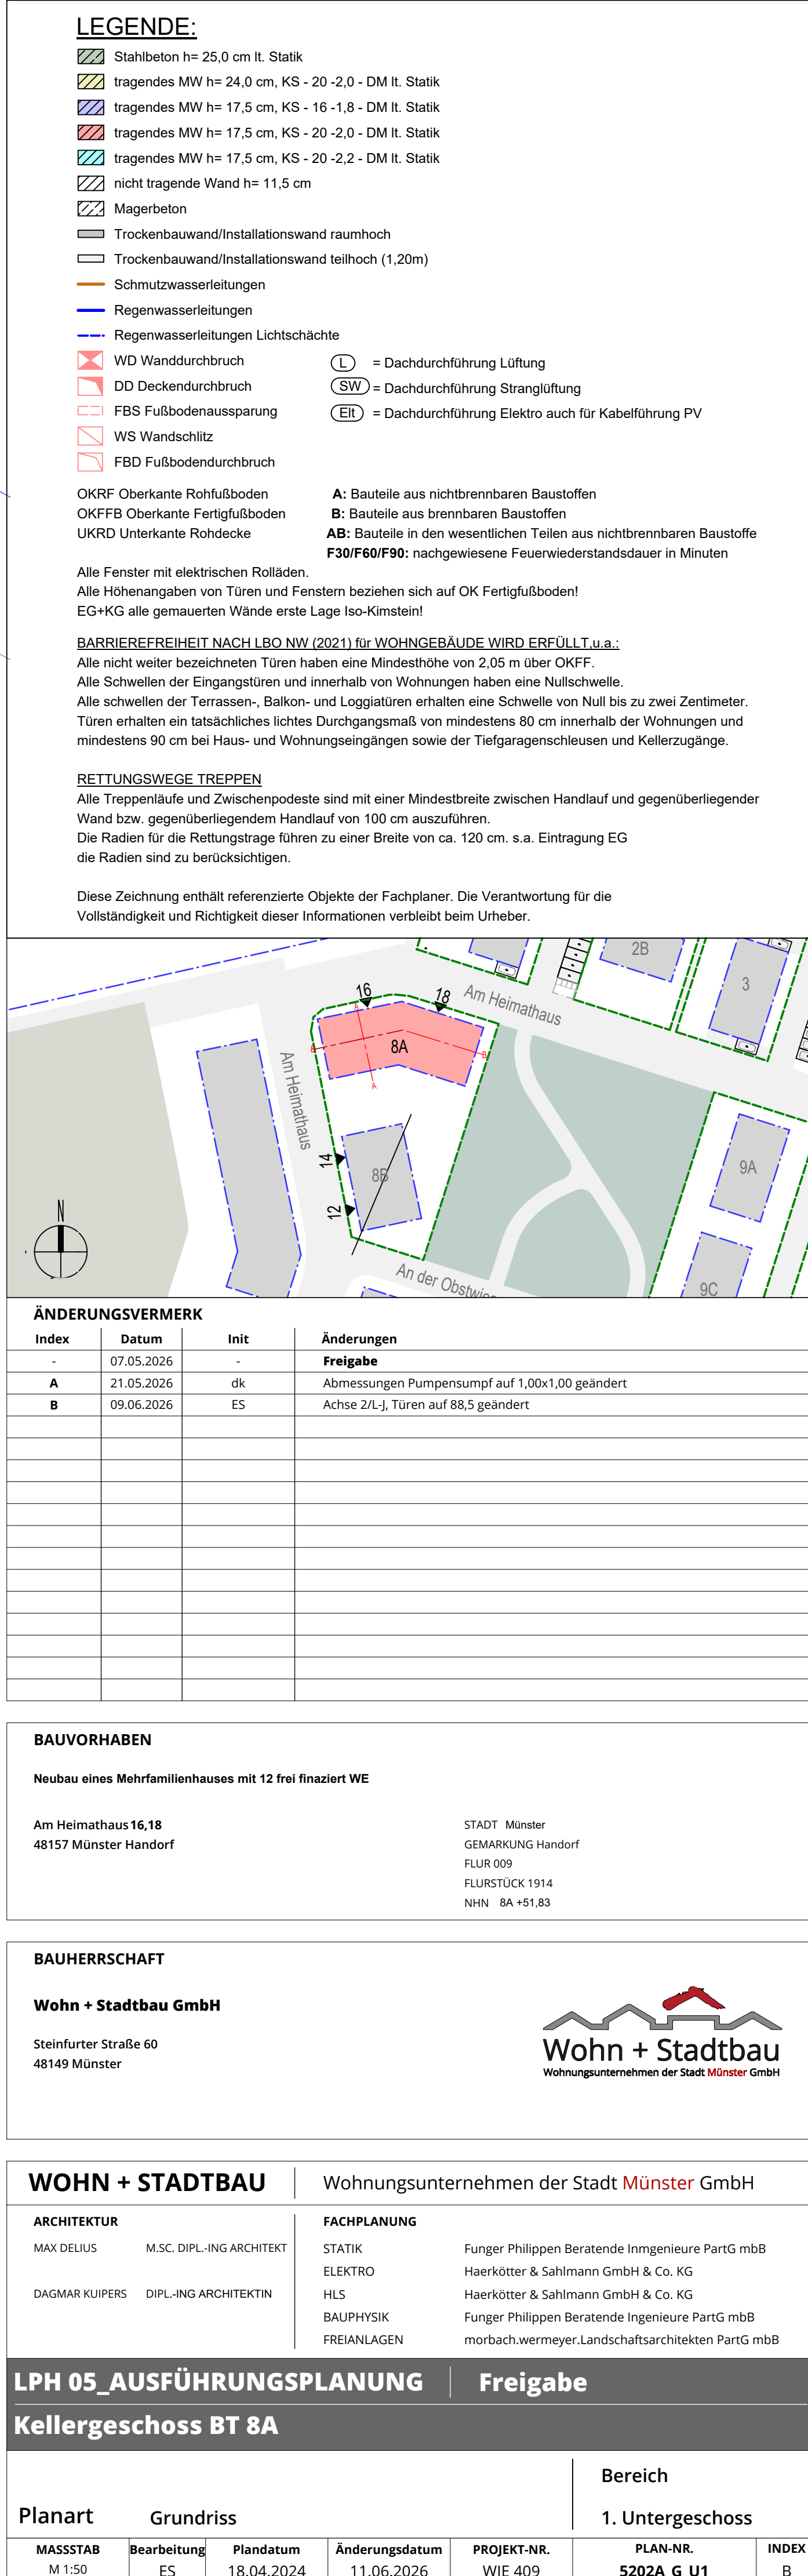 LEGENDE:
Stahlbeton h= 25,0 cm lt. Statik
tragendes MW h= 24,0 cm, KS - 20 -2,0 - DM lt. Statik
tragendes MW h= 17,5 cm, KS - 16 -1,8 - DM lt. Statik
tragendes MW h= 17,5 cm, KS - 20 -2,0 - DM lt. Statik
tragendes MW h= 17,5 cm, KS - 20 -2,2 - DM lt. Statik
nicht tragende Wand h= 11,5 cm
Magerbeton
Trockenbauwand/Installationswand raumhoch
Trockenbauwand/Installationswand teilhoch (1,20m)
Schmutzwasserleitungen
Regenwasserleitungen
Regenwasserleitungen Lichtschächte
WD Wanddurchbruch
L = Dachdurchführung Lüftung
DD Deckendurchbruch
SW = Dachdurchführung Stranglüftung
FBS Fußbodenaussparung
Elt = Dachdurchführung Elektro auch für Kabelführung PV
WS Wandschlitz
FBD Fußbodendurchbruch
OKRF Oberkante Rohfußboden A: Bauteile aus nichtbrennbaren Baustoffen
OKFFB Oberkante Fertigfußboden B: Bauteile aus brennbaren Baustoffen
UKRD Unterkante Rohdecke AB: Bauteile in den wesentlichen Teilen aus nichtbrennbaren Baustoffe
F30/F60/F90: nachgewiesene Feuerwiederstandsdauer in Minuten
Alle Fenster mit elektrischen Rolläden.
Alle Höhenangaben von Türen und Fenstern beziehen sich auf OK Fertigfußboden!
EG+KG alle gemauerten Wände erste Lage Iso-Kimstein!
BARRIEREFREIHEIT NACH LBO NW (2021) für WOHNGEBÄUDE WIRD ERFÜLLT,u.a.:
Alle nicht weiter bezeichneten Türen haben eine Mindesthöhe von 2,05 m über OKFF.
Alle Schwellen der Eingangstüren und innerhalb von Wohnungen haben eine Nullschwelle.
Alle schwellen der Terrassen-, Balkon- und Loggiatüren erhalten eine Schwelle von Null bis zu zwei Zentimeter.
Türen erhalten ein tatsächliches lichtes Durchgangsmaß von mindestens 80 cm innerhalb der Wohnungen und
mindestens 90 cm bei Haus- und Wohnungseingängen sowie der Tiefgaragenschleusen und Kellerzugänge.
RETTUNGSWEGE TREPPEN
Alle Treppenläufe und Zwischenpodeste sind mit einer Mindestbreite zwischen Handlauf und gegenüberliegender
Wand bzw. gegenüberliegendem Handlauf von 100 cm auszuführen.
Die Radien für die Rettungstrage führen zu einer Breite von ca. 120 cm. s.a. Eintragung EG
die Radien sind zu berücksichtigen.
Diese Zeichnung enthält referenzierte Objekte der Fachplaner. Die Verantwortung für die
Vollständigkeit und Richtigkeit dieser Informationen verbleibt beim Urheber.
2B
3
16
18
Am Heimathaus
A
8A
B
B
A
Am Heimathaus
14
8B
12
9A
N
9C
An der Obstwies
ÄNDERUNGSVERMERK
Index Datum Init Änderungen
- 07.05.2026 - Freigabe
A 21.05.2026 dk Abmessungen Pumpensumpf auf 1,00x1,00 geändert
B 09.06.2026 ES Achse 2/L-J, Türen auf 88,5 geändert
BAUVORHABEN
Neubau eines Mehrfamilienhauses mit 12 frei finaziert WE
Am Heimathaus 16,18
48157 Münster Handorf
STADT Münster
GEMARKUNG Handorf
FLUR 009
FLURSTÜCK 1914
NHN 8A +51,83
BAUHERRSCHAFT
Wohn + Stadtbau GmbH
Steinfurter Straße 60
48149 Münster
Wohn + Stadtbau
Wohnungsunternehmen der Stadt Münster GmbH
WOHN + STADTBAU Wohnungsunternehmen der Stadt Münster GmbH
ARCHITEKTUR
MAX DELIUS M.SC. DIPL.-ING ARCHITEKT
DAGMAR KUIPERS DIPL.-ING ARCHITEKTIN
FACHPLANUNG
STATIK Funger Philippen Beratende Inmgenieure PartG mbB
ELEKTRO Haerkötter & Sahlmann GmbH & Co. KG
HLS Haerkötter & Sahlmann GmbH & Co. KG
BAUPHYSIK Funger Philippen Beratende Ingenieure PartG mbB
FREIANLAGEN morbach.wermeyer.Landschaftsarchitekten PartG mbB
LPH 05_AUSFÜHRUNGSPLANUNG Freigabe
Kellergeschoss BT 8A
Bereich
Planart Grundriss 1. Untergeschoss
MASSSTAB Bearbeitung Plandatum Änderungsdatum PROJEKT-NR. PLAN-NR. INDEX
M 1:50 ES 18.04.2024 11.06.2026 WIE 409 5202A_G_U1 B